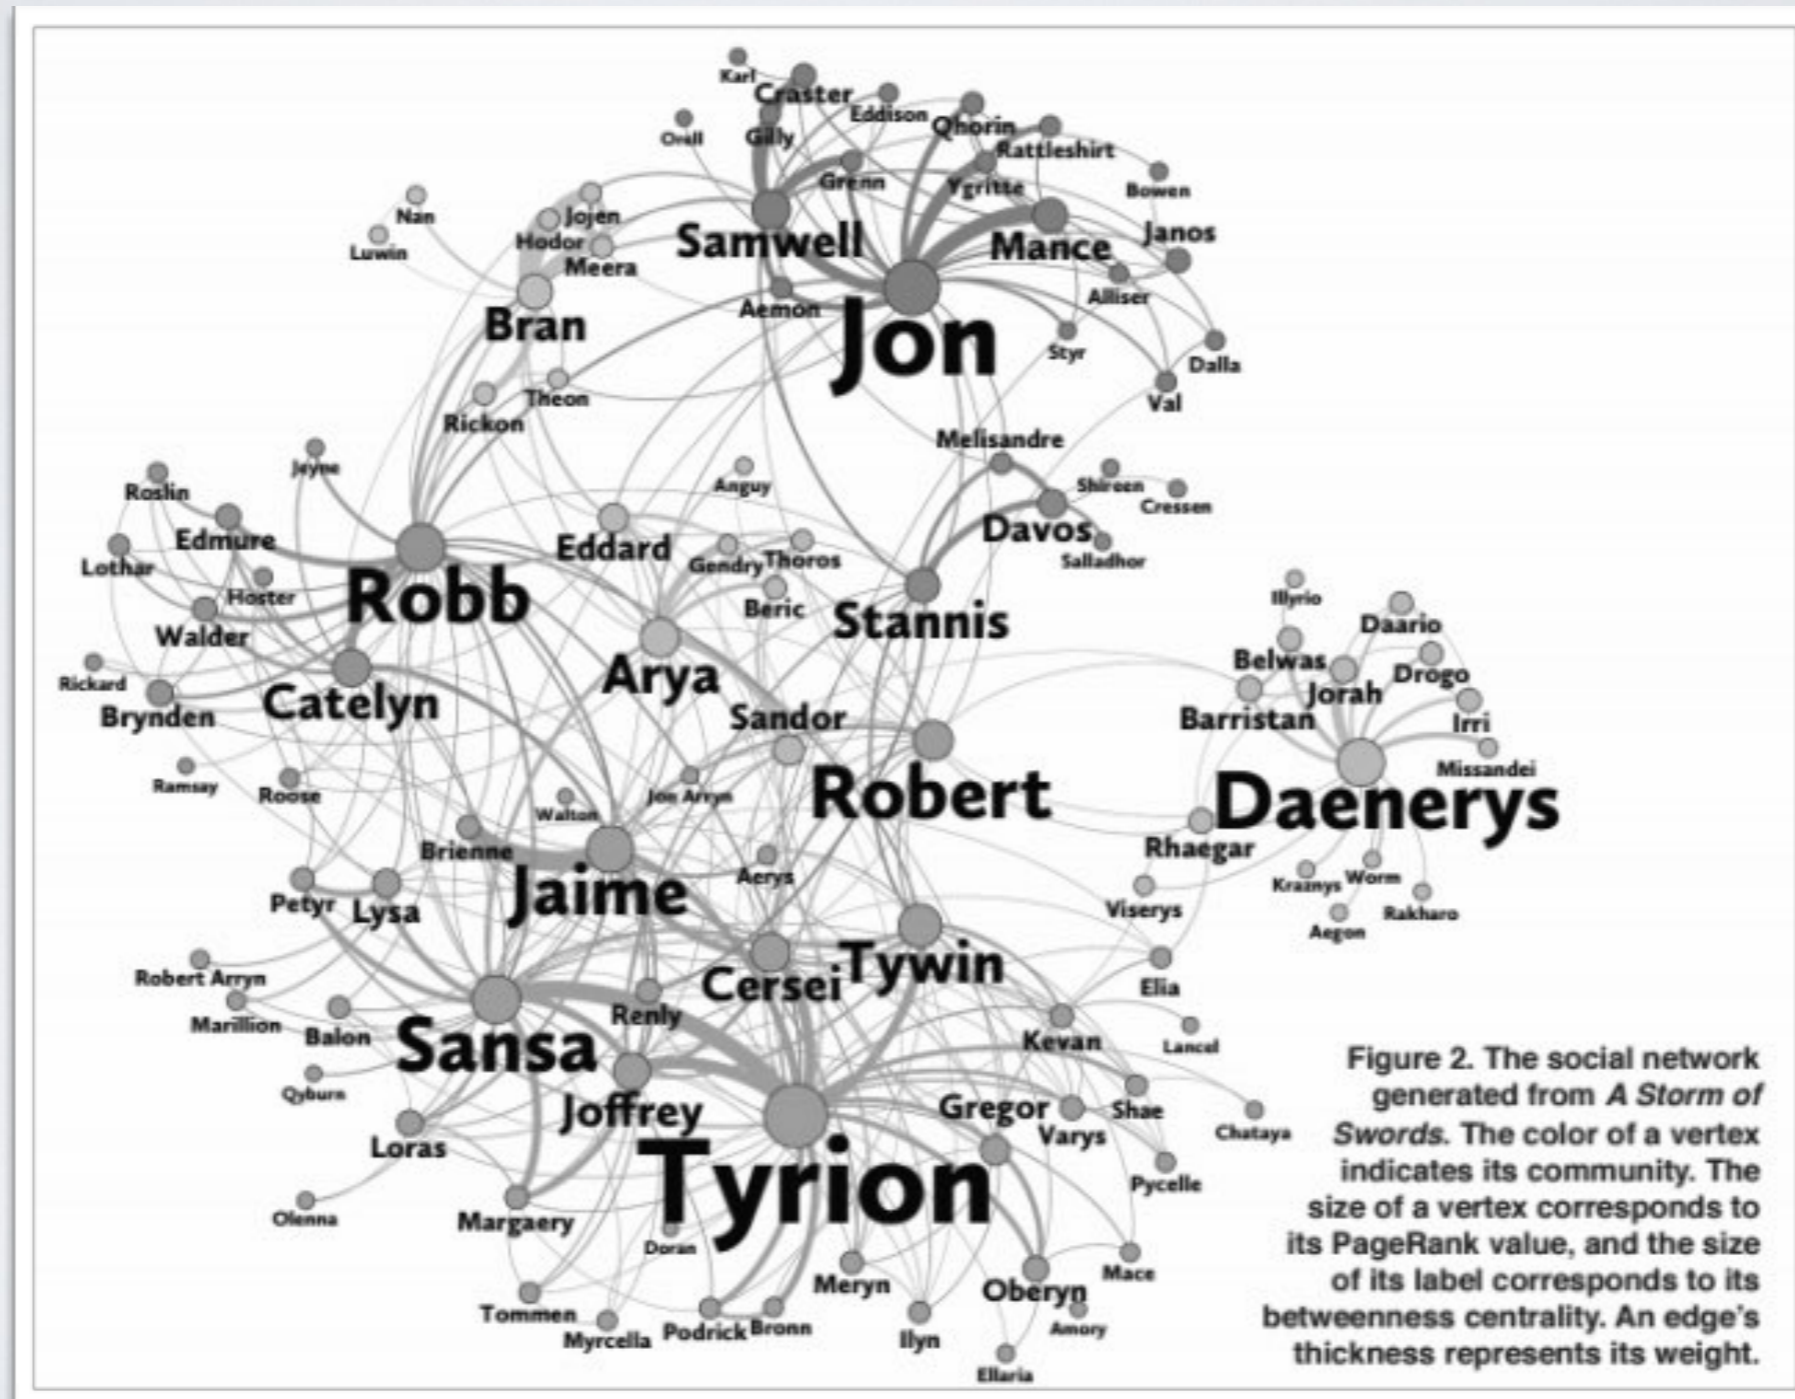 Karl
Craster
Eddison
Orell
Gilly
Qhorin
Rattleshirt
Grenn
Ygritte
Bowen
Nan
Jojen
Luwin
Hodor
Samwell
Mance
Janos
Meera
Aemon
Alliser
Bran
Jon
Styr
Dalla
Theon
Val
Rickon
Melisandre
Jeyne
Roslin
Anguy
Shireen
Cressen
Edmure
Eddard
Davos
Lothar
Gendry
Thoros
Salladhor
Hoster
Robb
Beric
Stannis
Illyrio
Walder
Daario
Rickard
Arya
Belwas
Drogo
Brynden
Catelyn
Sandor
Jorah
Barristan
Irri
Ramsay
Roose
Jon Arryn
Robert
Missandei
Walton
Daenerys
Brienne
Rhaegar
Jaime
Aerys
Kraznys
Worm
Petyr
Lysa
Viserys
Rakharo
Aegon
Robert Arryn
Cersei
Tywin
Elia
Marillion
Balon
Renly
Sansa
Kevan
Lancel
Qyburn
Joffrey
Gregor
Shae
Loras
Varys
Chataya
Tyrion
Pycelle
Olenna
Margaery
Doran
Meryn
Mace
Oberyn
Tommen
Myrcella
Podrick
Bronn
Ilyn
Amory
Ellaria
Figure 2. The social network
generated from A Storm of
Swords. The color of a vertex
indicates its community. The
size of a vertex corresponds to
its PageRank value, and the size
of its label corresponds to its
betweenness centrality. An edge's
thickness represents its weight.